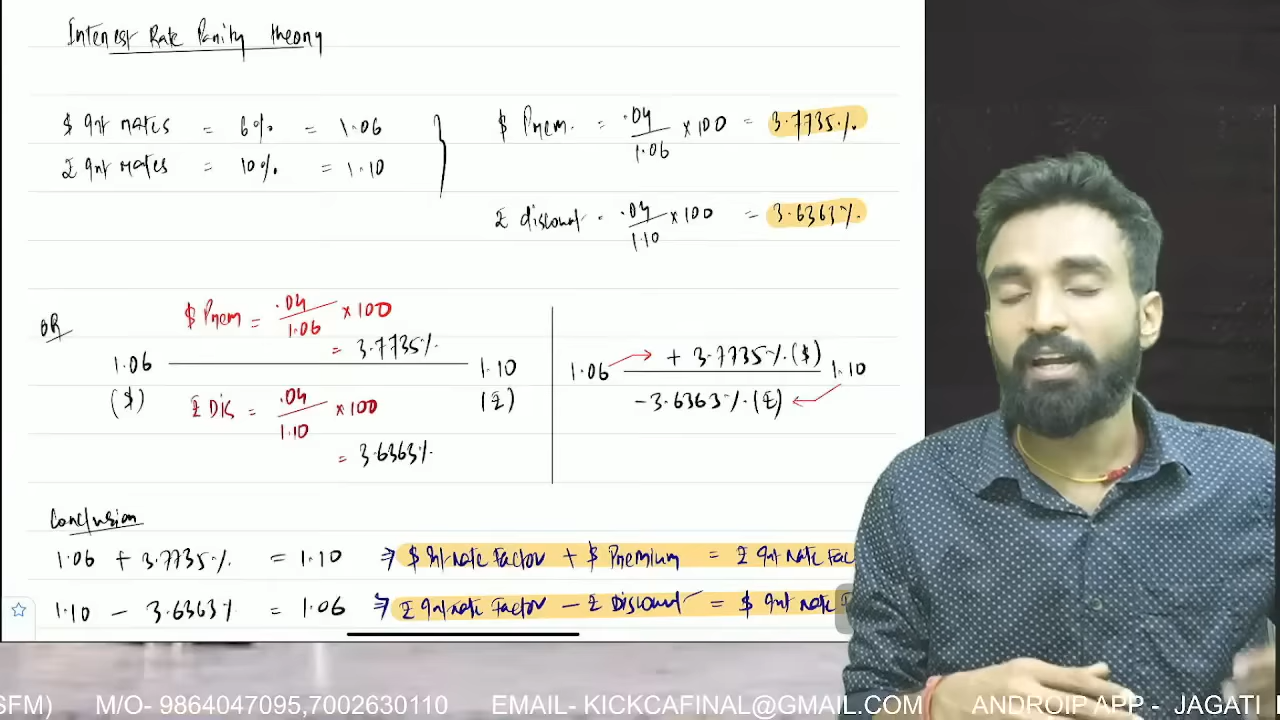 Interest Rate Parity theory
$ Int rates = 6% = 1.06
£ Int rates = 10% = 1.10
$ Prem. = .04/1.06 × 100 = 3.7735%
£ discount = .04/1.10 × 100 = 3.6363%
OR
$ Prem = .04/1.06 × 100
= 3.7735%
1.06 1.10
($) (£)
£ Dis = .04/1.10 × 100
= 3.6363%
+ 3.7735% ($)
1.06 1.10
-3.6363% (£)
Conclusion
1.06 + 3.7735% = 1.10 ⇒ $ Int rate Factor + $ Premium = £ Int rate Fac
1.10 - 3.6363% = 1.06 ⇒ £ Int rate Factor - £ Discount = $ Int rate F
SFM) M/O- 9864047095,7002630110 EMAIL- KICKCAFINAL@GMAIL.COM ANDROIP APP - JAGATI